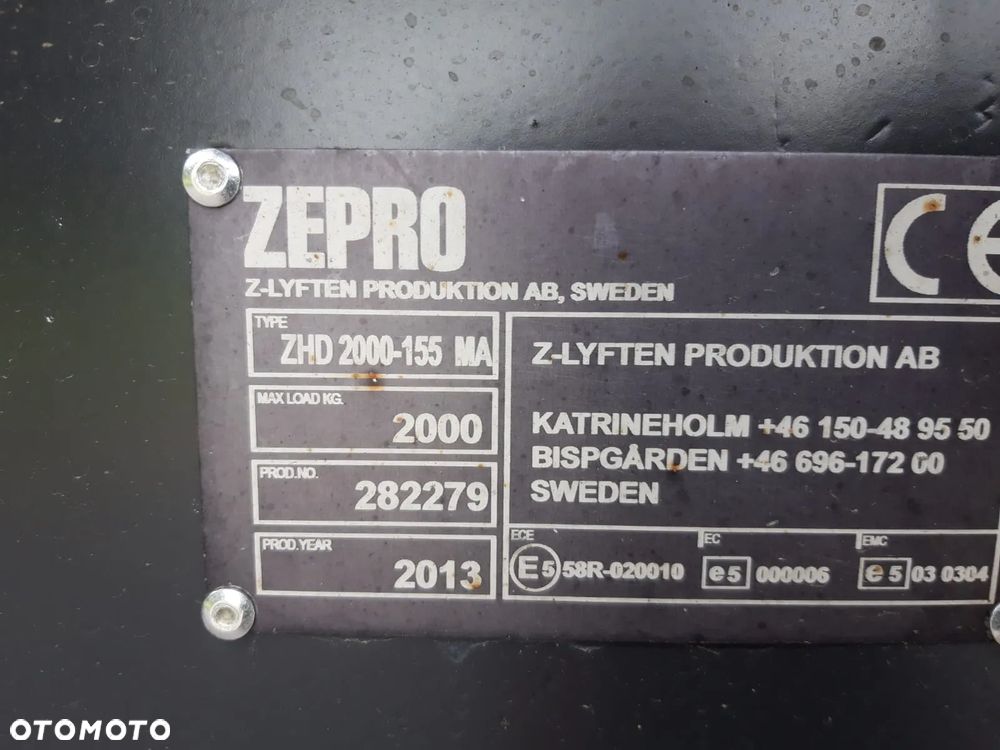 ZEPRO
CE
Z-LYFTEN PRODUKTION AB, SWEDEN
TYPE
ZHD 2000-155 MA
MAX LOAD KG.
2000
PROD.NO.
282279
PROD.YEAR
2013
Z-LYFTEN PRODUKTION AB
KATRINEHOLM +46 150-48 95 50
BISPGÅRDEN +46 696-172 00
SWEDEN
ECE
E5 58R-020010
EC
e5 000006
EMC
e5 03 0304
OTOMOTO